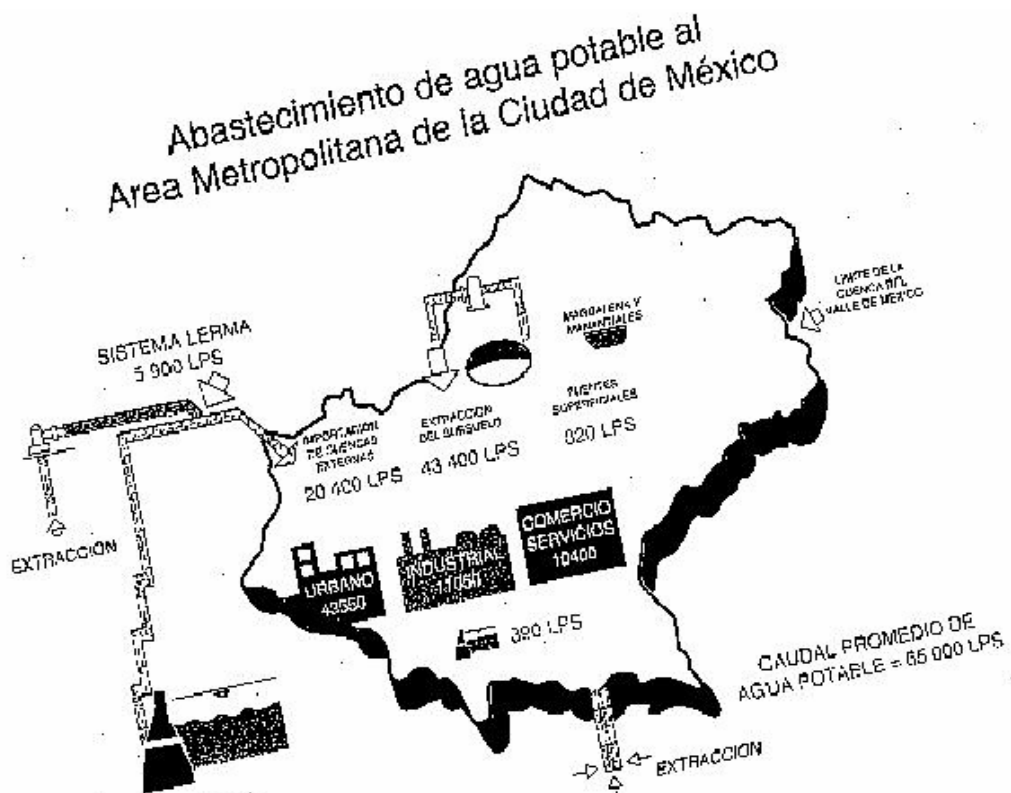 Abastecimiento de agua potable al
Area Metropolitana de la Ciudad de México
LIMITE DE LA
CUENCA DEL
VALLE DE MEXICO
MAGDALENA Y
MANANTIALES
SISTEMA LERMA
5 900 LPS
IMPORTACION
DE CUENCAS
EXTERNAS
20 400 LPS
EXTRACCION
DEL SUBSUELO
43 400 LPS
FUENTES
SUPERFICIALES
LPS
EXTRACCION
URBANO
43550
INDUSTRIAL
11050
COMERCIO
SERVICIOS
10400
LPS
CAUDAL PROMEDIO DE
AGUA POTABLE = 65 000 LPS
EXTRACCION